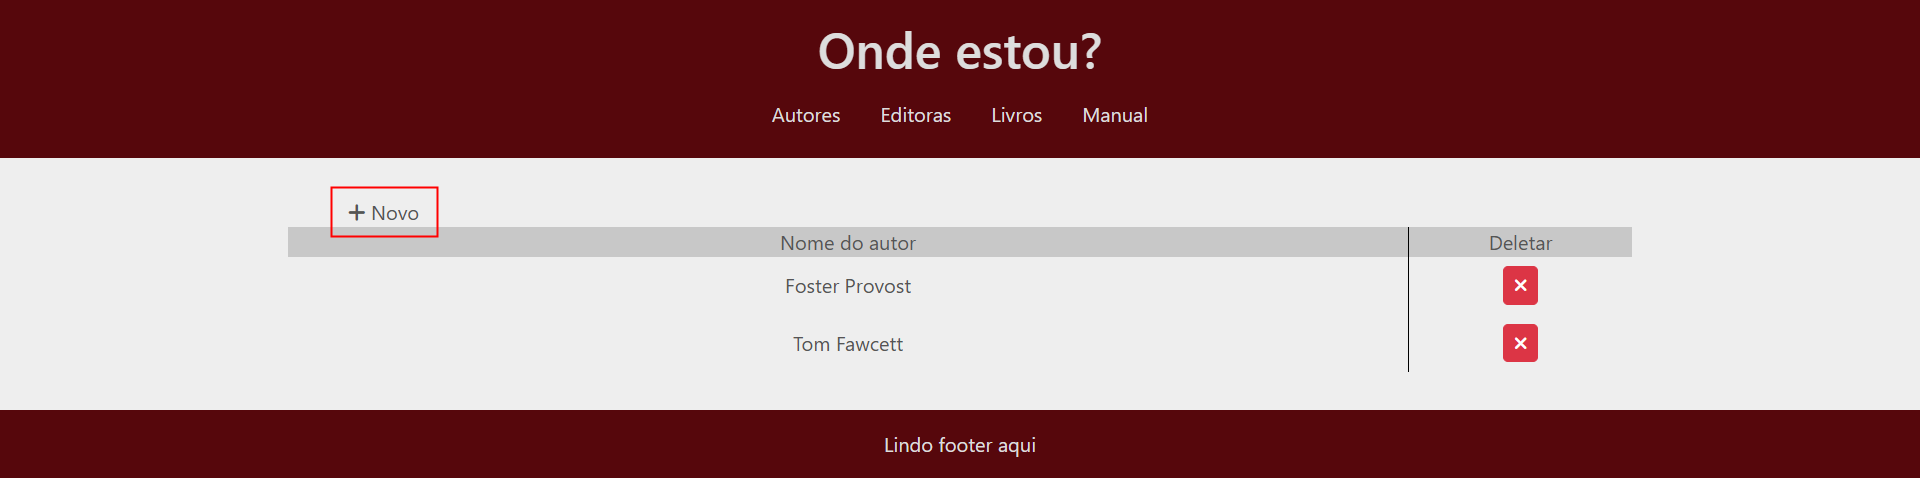 Onde estou?
Autores Editoras Livros Manual
Novo
Nome do autor Deletar
Foster Provost
Tom Fawcett
Lindo footer aqui